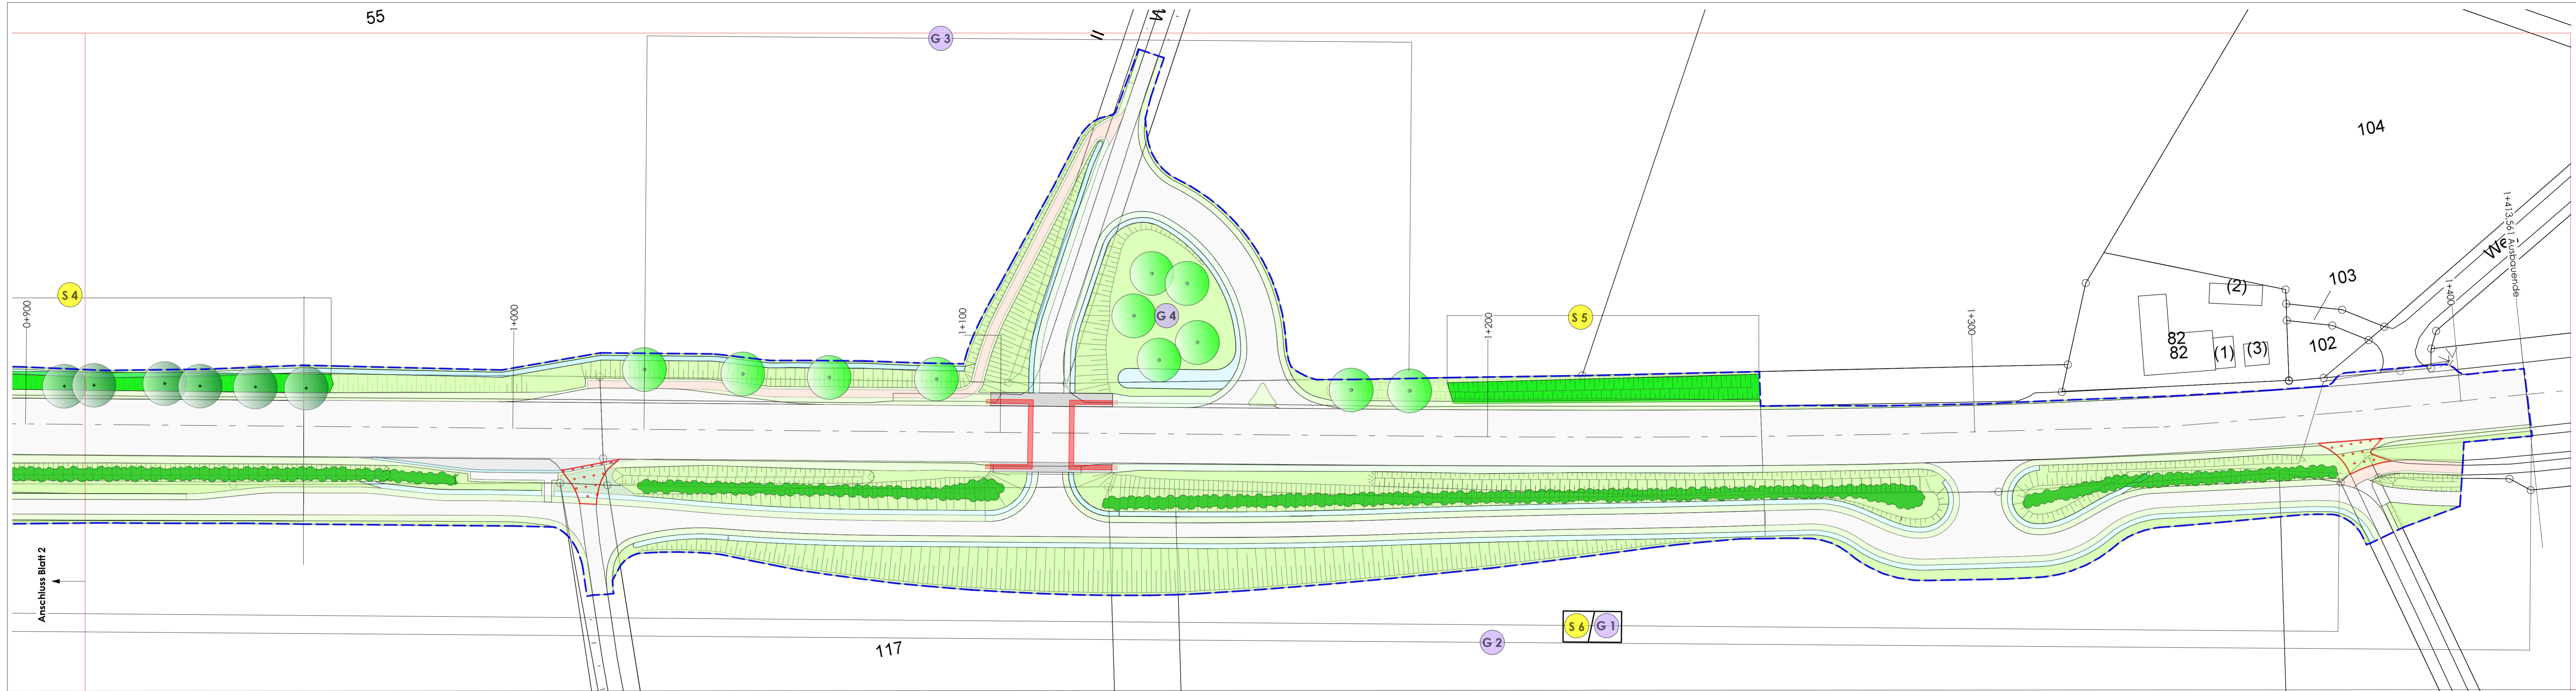 55
G 3
104
S 4
0+900
1+000
1+100
G 4
1+200
S 5
1+300
(2)
103
82
82
(1)
(3)
102
1+400
1+413.561 Ausbauende
Anschluss Blatt 2
117
S 6
G 1
G 2